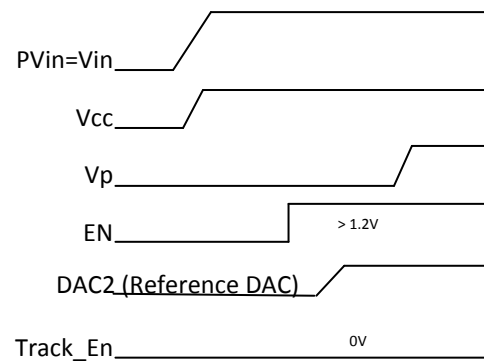 PVin=Vin
Vcc
Vp
EN
> 1.2V
DAC2 (Reference DAC)
Track_En
0V